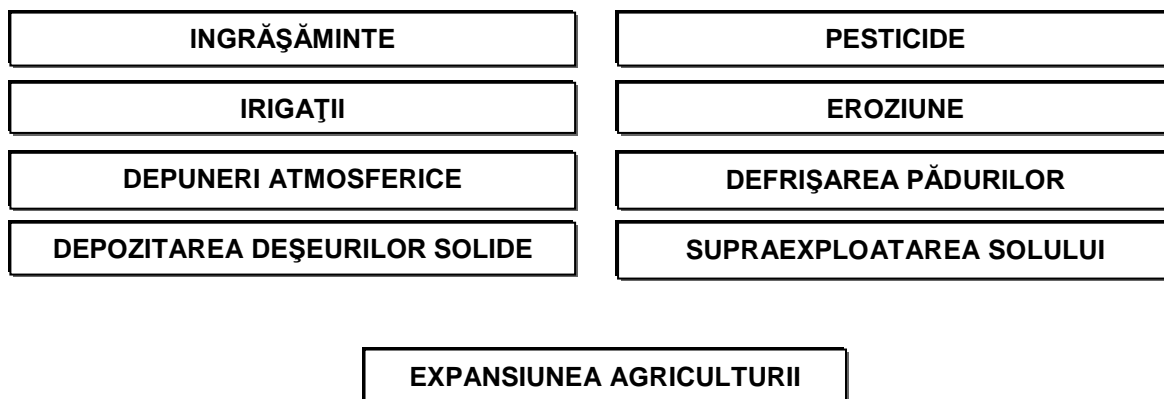 INGRĂŞĂMINTE
PESTICIDE
IRIGAŢII
EROZIUNE
DEPUNERI ATMOSFERICE
DEFRIŞAREA PĂDURILOR
DEPOZITAREA DEŞEURILOR SOLIDE
SUPRAEXPLOATAREA SOLULUI
EXPANSIUNEA AGRICULTURII